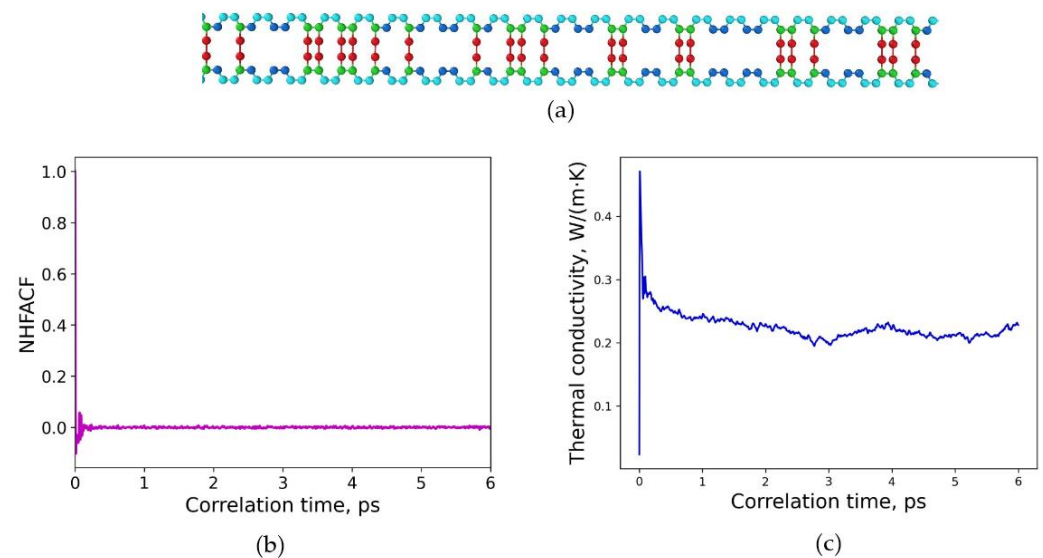 (a)
1.0
0.8
0.6
0.4
0.2
0.0
NHFACF
0 1 2 3 4 5 6
Correlation time, ps
(b)
0.4
0.3
0.2
0.1
Thermal conductivity, W/(m·K)
0 1 2 3 4 5 6
Correlation time, ps
(c)